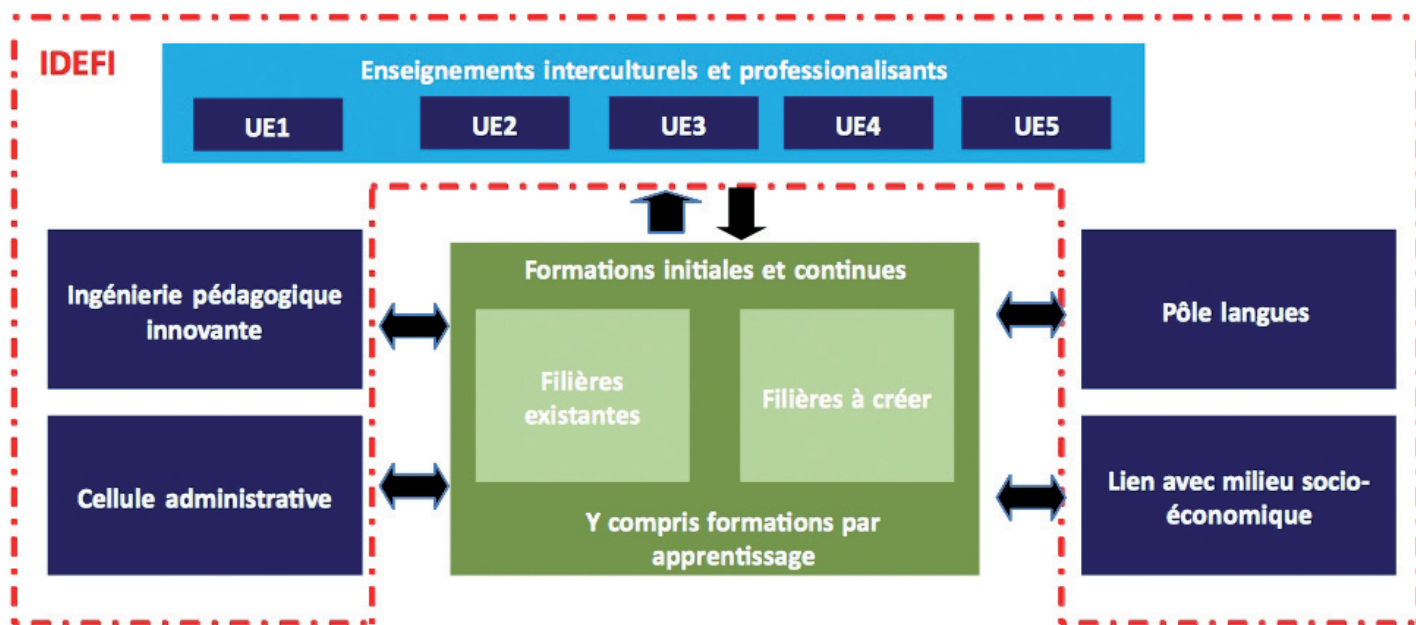 IDEFI
Enseignements interculturels et professionalisants
UE1
UE2
UE3
UE4
UE5
Ingénierie pédagogique
innovante
Cellule administrative
Formations initiales et continues
Filières
existantes
Filières à créer
Y compris formations par
apprentissage
Pôle langues
Lien avec milieu socio-
économique